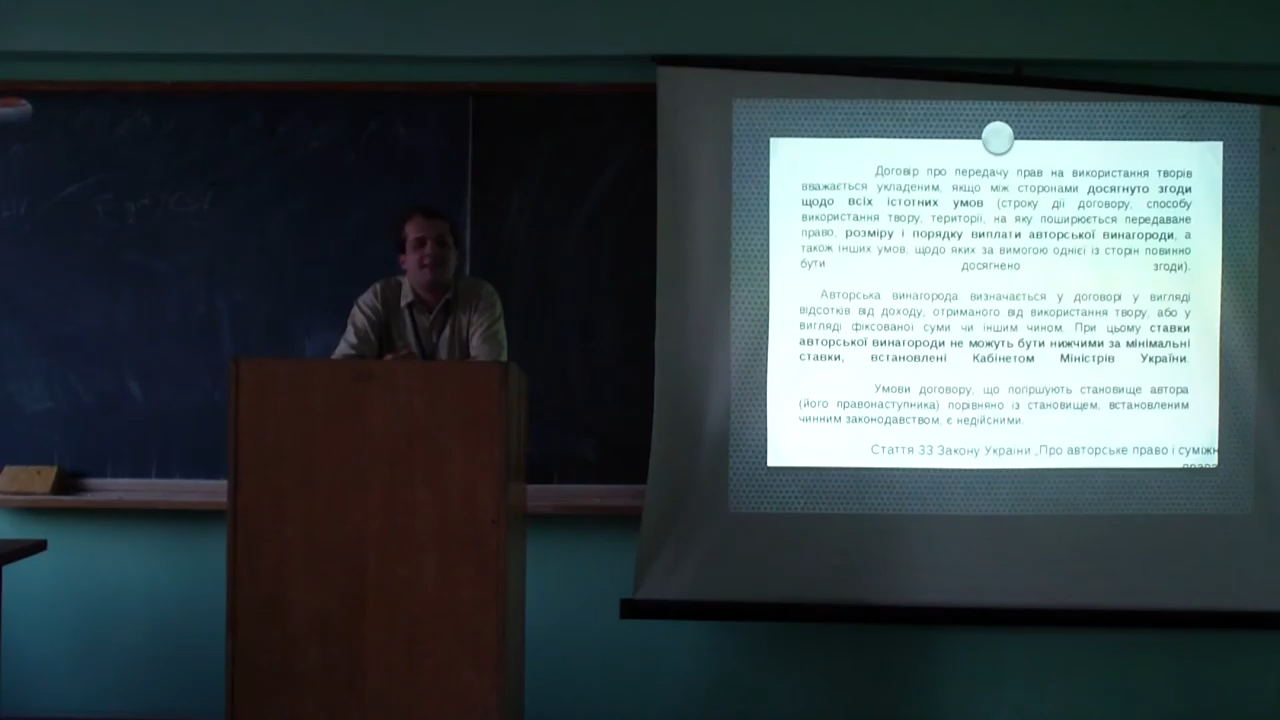 Договір про передачу прав на використання творів
вважається укладеним, якщо між сторонами досягнуто згоди
щодо всіх істотних умов (строку дії договору, способу
використання твору, території, на яку поширюється передаване
право, розміру і порядку виплати авторської винагороди, а
також інших умов, щодо яких за вимогою однієї із сторін повинно
бути досягнено згоди).
Авторська винагорода визначається у договорі у вигляді
відсотків від доходу, отриманого від використання твору, або у
вигляді фіксованої суми чи іншим чином. При цьому ставки
авторської винагороди не можуть бути нижчими за мінімальні
ставки, встановлені Кабінетом Міністрів України.
Умови договору, що погіршують становище автора
(його правонаступника) порівняно із становищем, встановленим
чинним законодавством, є недійсними.
Стаття 33 Закону України „Про авторське право і суміжн
права